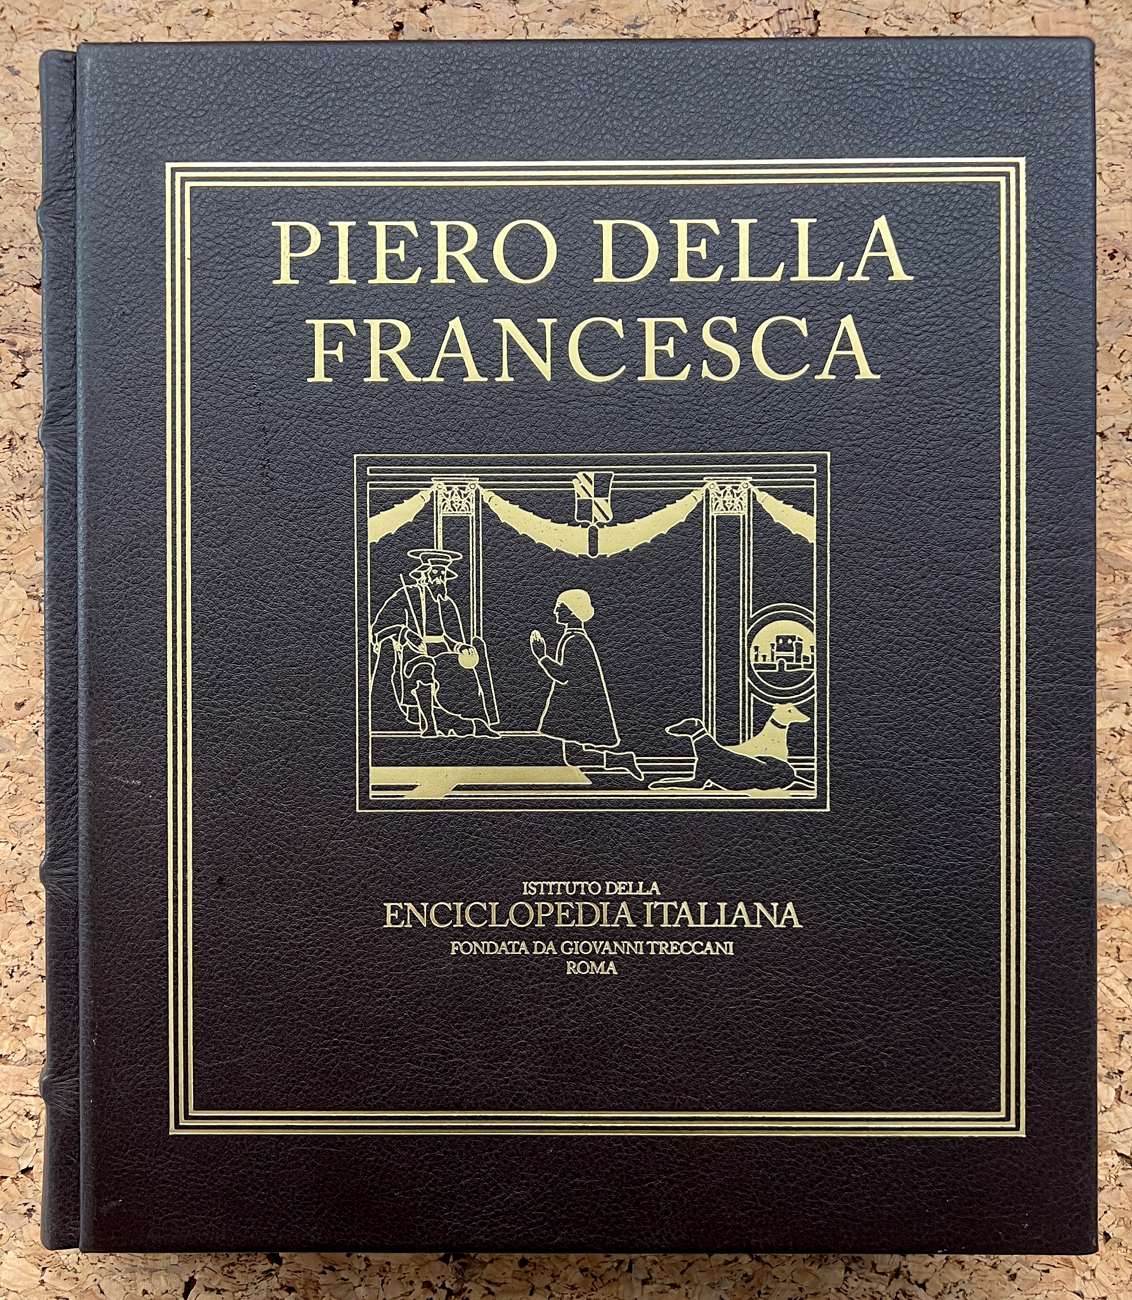 PIERO DELLA
FRANCESCA
ISTITUTO DELLA
ENCICLOPEDIA ITALIANA
FONDATA DA GIOVANNI TRECCANI
ROMA